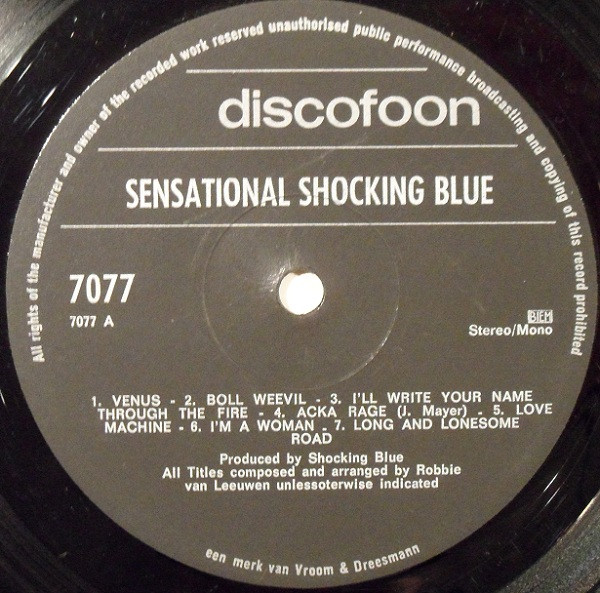 All rights of the manufacturer and owner of the recorded work reserved unauthorised public performance broadcasting and copying of this record prohibited
discofoon
SENSATIONAL SHOCKING BLUE
7077
7077 A
BIEM
Stereo/Mono
1. VENUS - 2. BOLL WEEVIL - 3. I'LL WRITE YOUR NAME
THROUGH THE FIRE - 4. ACKA RAGE (J. Mayer) - 5. LOVE
MACHINE - 6. I'M A WOMAN - 7. LONG AND LONESOME
ROAD
Produced by Shocking Blue
All Titles composed and arranged by Robbie
van Leeuwen unlessoterwise indicated
een merk van Vroom & Dreesmann